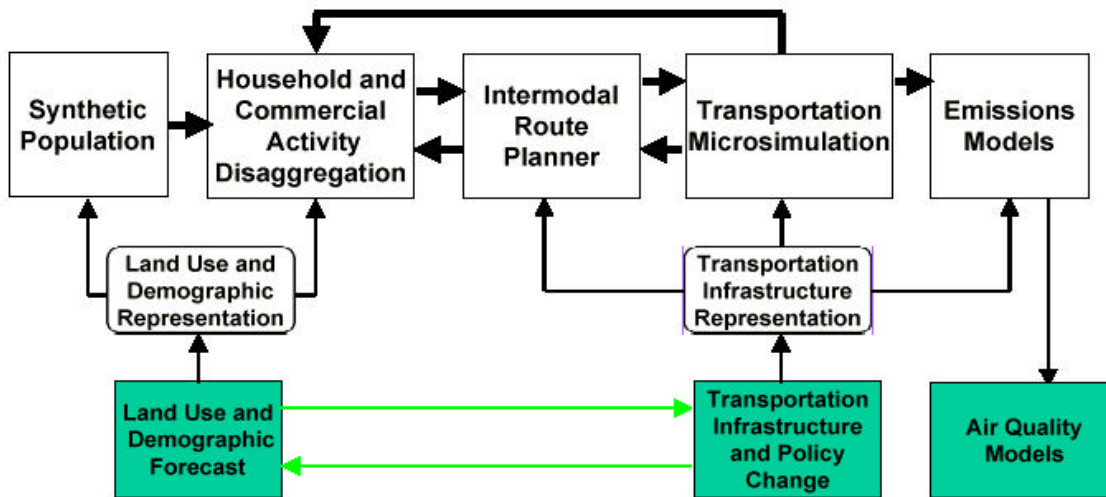 Synthetic
Population
Household and
Commercial
Activity
Disaggregation
Intermodal
Route
Planner
Transportation
Microsimulation
Emissions
Models
Land Use and
Demographic
Representation
Transportation
Infrastructure
Representation
Land Use and
Demographic
Forecast
Transportation
Infrastructure
and Policy
Change
Air Quality
Models